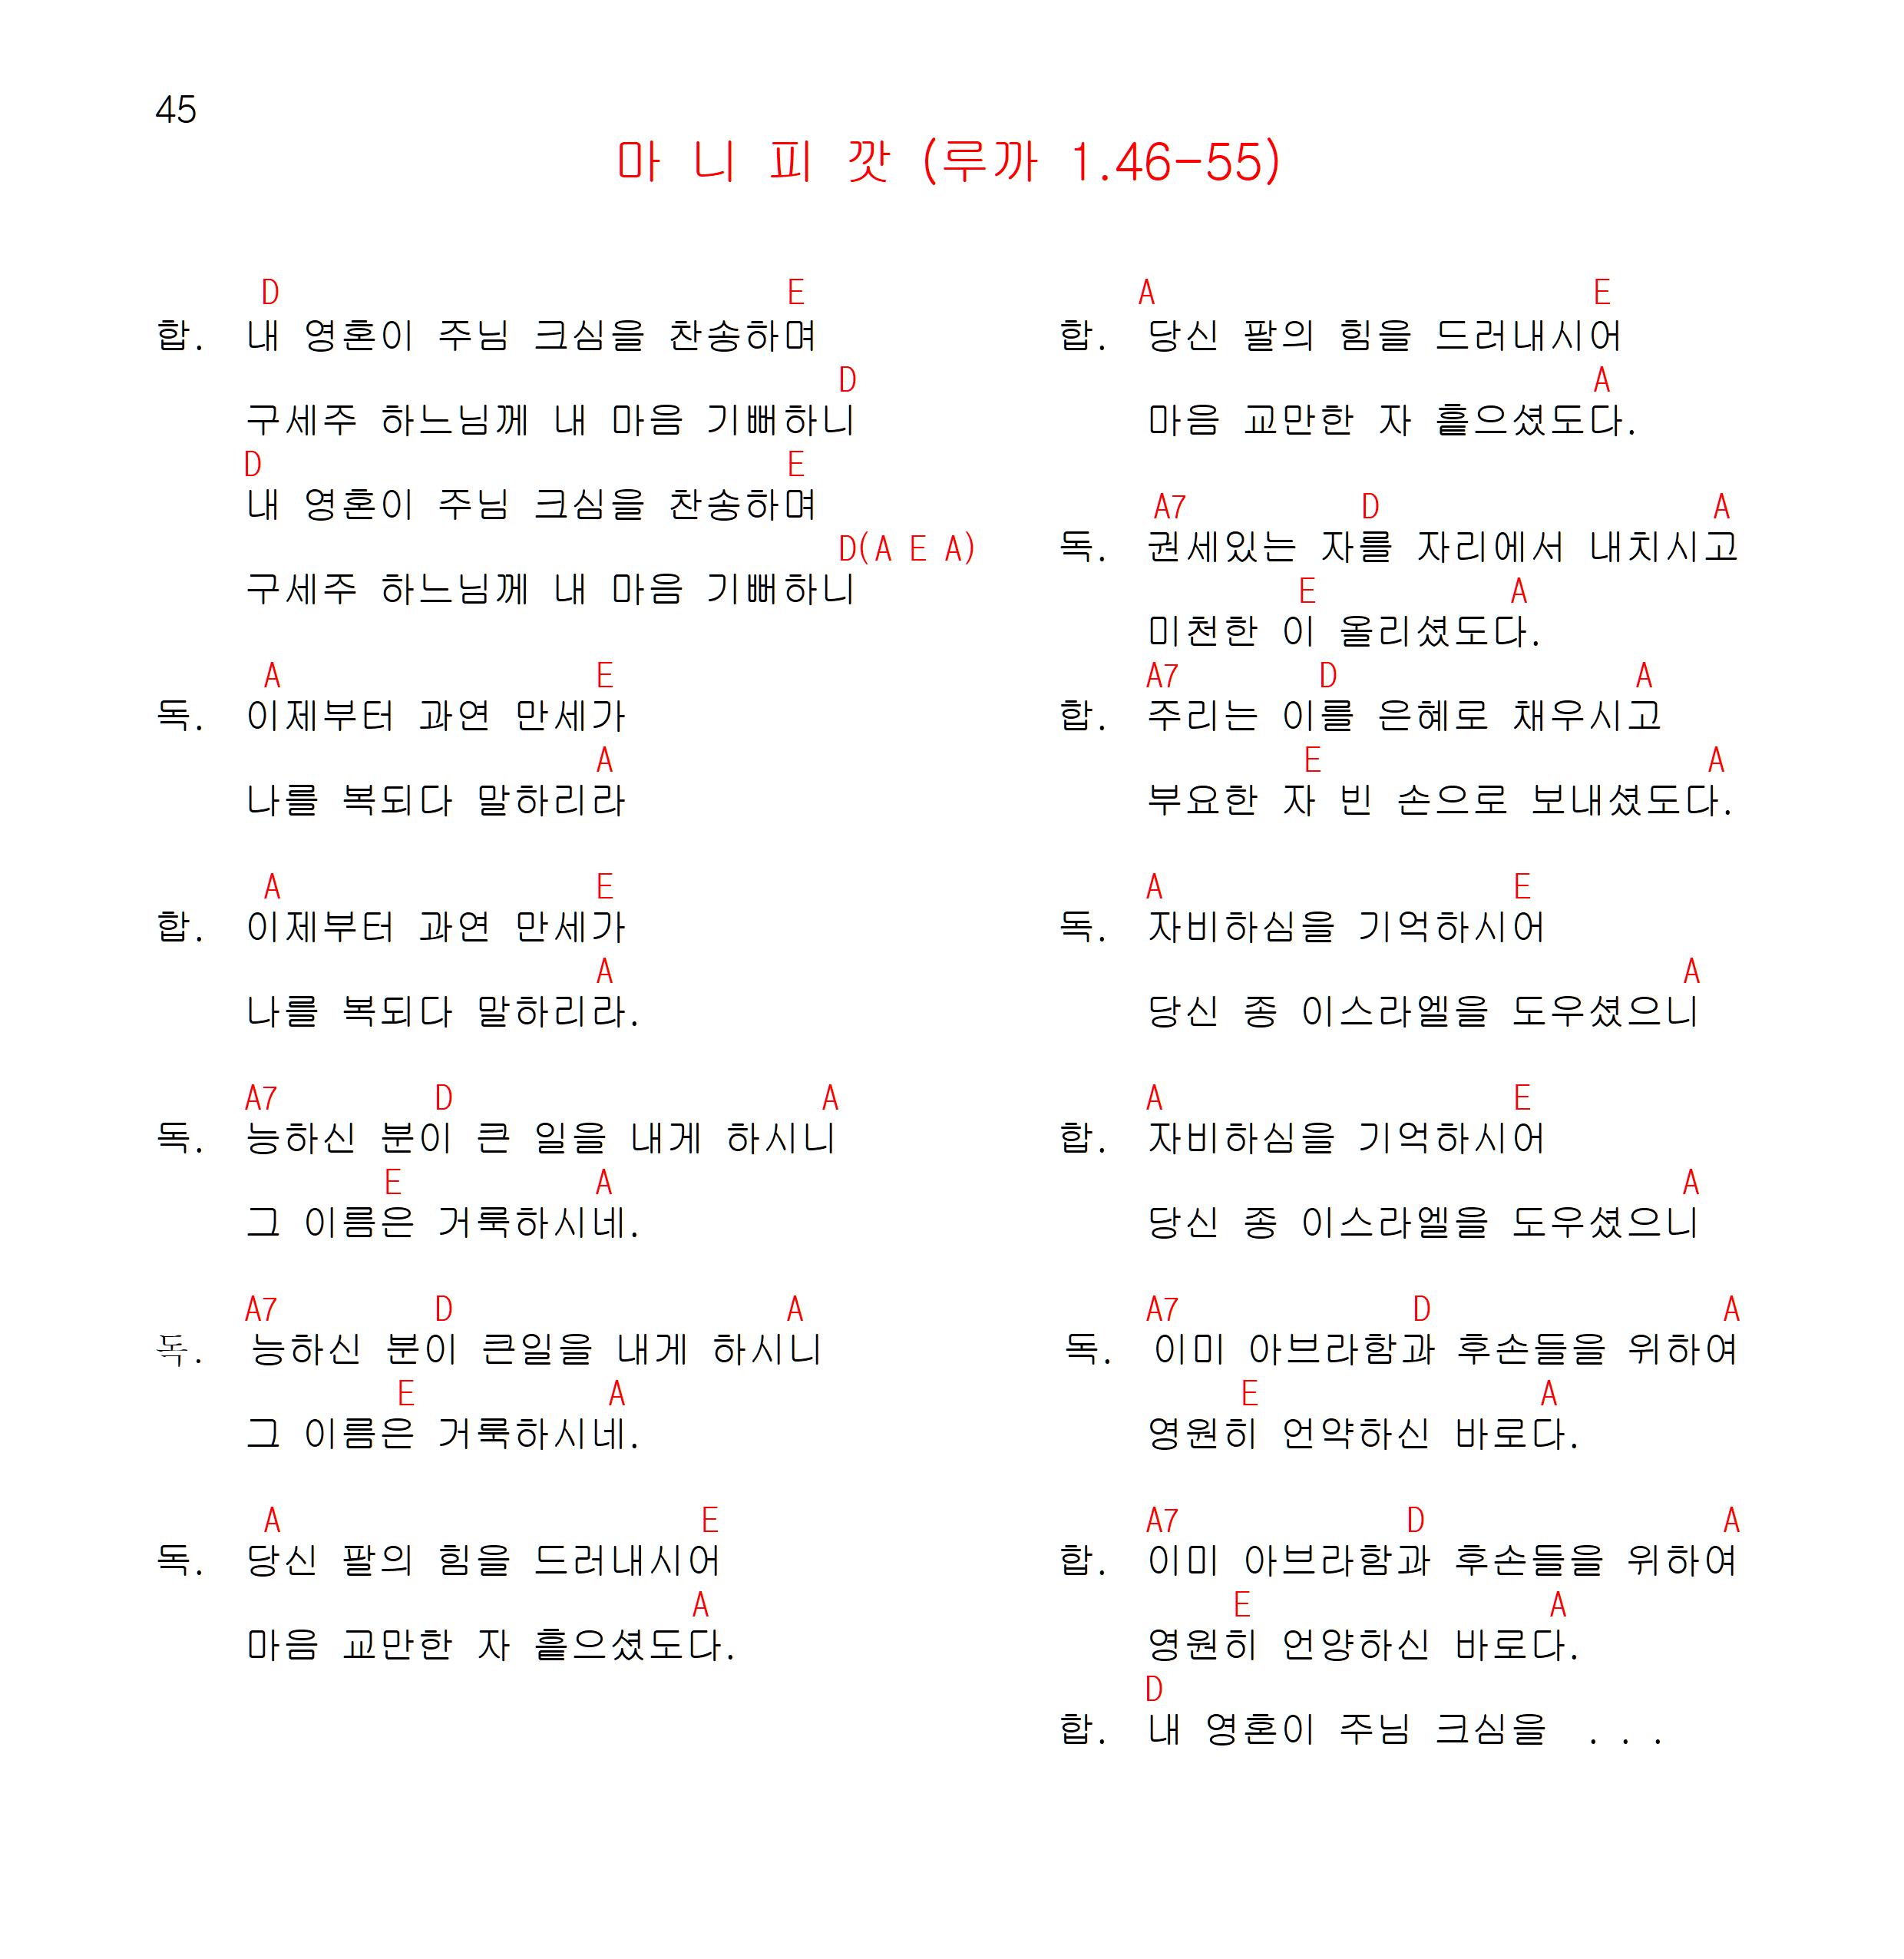 45
마 니 피 깟 (루까 1.46-55)
D E
합. 내 영혼이 주님 크심을 찬송하며
D
구세주 하느님께 내 마음 기뻐하니
D E
내 영혼이 주님 크심을 찬송하며
D(A E A)
구세주 하느님께 내 마음 기뻐하니
A E
독. 이제부터 과연 만세가
A
나를 복되다 말하리라
A E
합. 이제부터 과연 만세가
A
나를 복되다 말하리라.
A7 D A
독. 능하신 분이 큰 일을 내게 하시니
E A
그 이름은 거룩하시네.
A7 D A
독. 능하신 분이 큰일을 내게 하시니
E A
그 이름은 거룩하시네.
A E
독. 당신 팔의 힘을 드러내시어
A
마음 교만한 자 흩으셨도다.
A E
합. 당신 팔의 힘을 드러내시어
A
마음 교만한 자 흩으셨도다.
A7 D A
독. 권세있는 자를 자리에서 내치시고
E A
미천한 이 올리셨도다.
A7 D A
합. 주리는 이를 은혜로 채우시고
E A
부요한 자 빈 손으로 보내셨도다.
A E
독. 자비하심을 기억하시어
A
당신 종 이스라엘을 도우셨으니
A E
합. 자비하심을 기억하시어
A
당신 종 이스라엘을 도우셨으니
A7 D A
독. 이미 아브라함과 후손들을 위하여
E A
영원히 언약하신 바로다.
A7 D A
합. 이미 아브라함과 후손들을 위하여
E A
영원히 언양하신 바로다.
D
합. 내 영혼이 주님 크심을 . . .